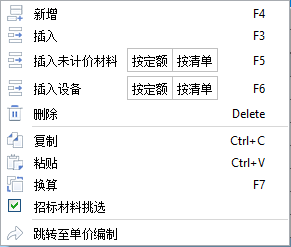 新增 F4
插入 F3
插入未计价材料 按定额 按清单 F5
插入设备 按定额 按清单 F6
删除 Delete
复制 Ctrl+C
粘贴 Ctrl+V
换算 F7
招标材料挑选
跳转至单价编制